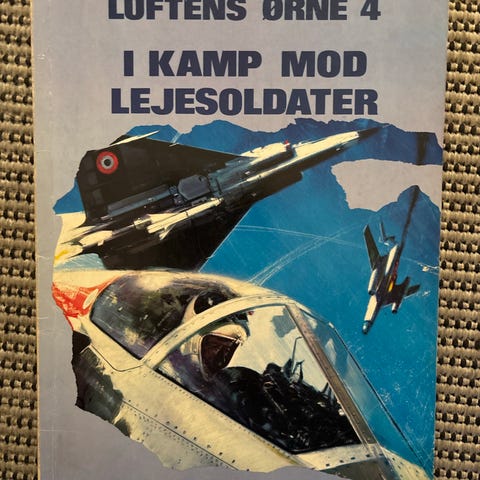 LUFTENS ØRNE 4
I KAMP MOD
LEJESOLDATER